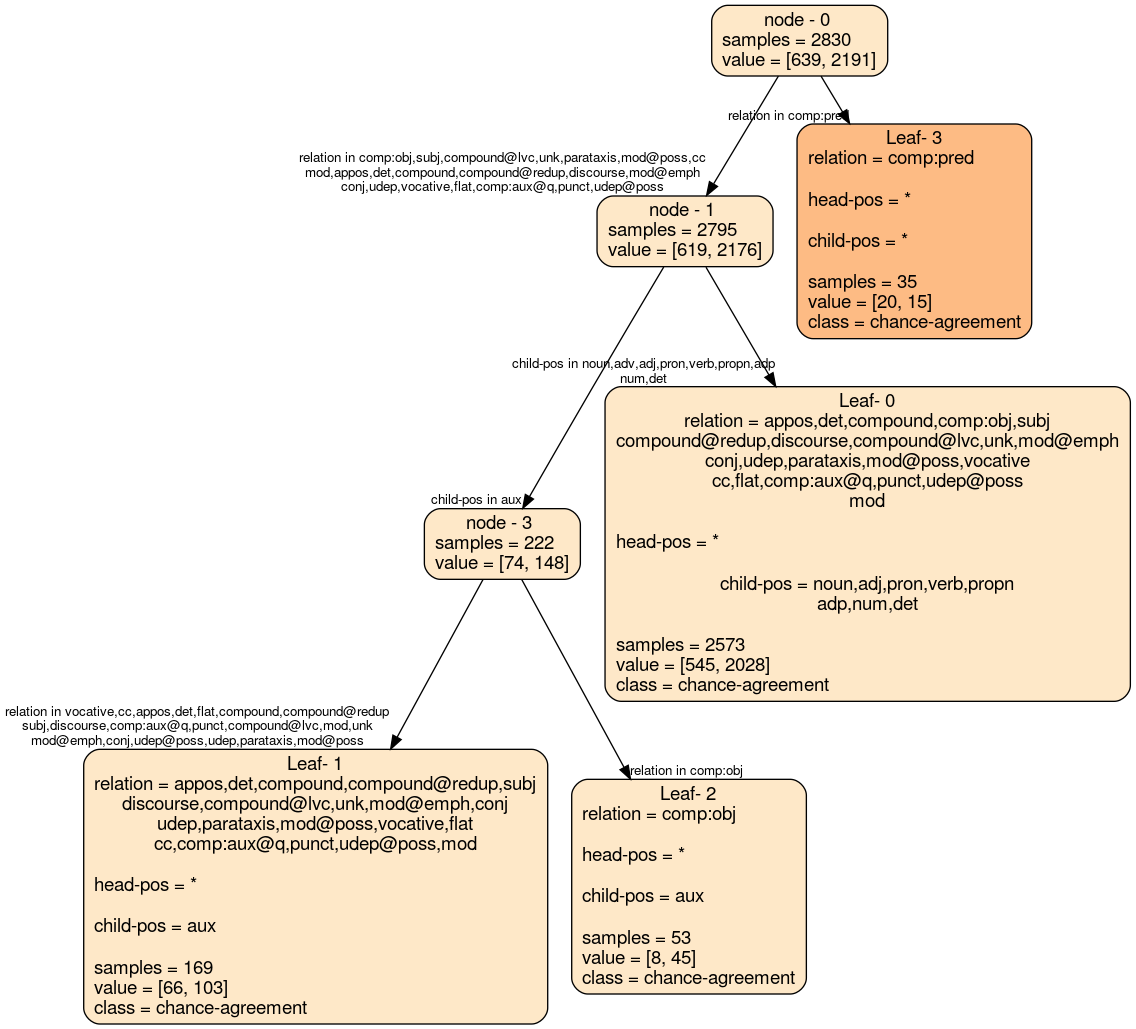 node - 0
samples = 2830
value = [639, 2191]
relation in comp:pred
Leaf- 3
relation = comp:pred
head-pos = *
child-pos = *
samples = 35
value = [20, 15]
class = chance-agreement
relation in comp:obj,subj,compound@lvc,unk,parataxis,mod@poss,cc
mod,appos,det,compound,compound@redup,discourse,mod@emph
conj,udep,vocative,flat,comp:aux@q,punct,udep@poss
node - 1
samples = 2795
value = [619, 2176]
child-pos in noun,adv,adj,pron,verb,propn,adp
num,det
Leaf- 0
relation = appos,det,compound,comp:obj,subj
compound@redup,discourse,compound@lvc,unk,mod@emph
conj,udep,parataxis,mod@poss,vocative
cc,flat,comp:aux@q,punct,udep@poss
mod
head-pos = *
child-pos = noun,adj,pron,verb,propn
adp,num,det
samples = 2573
value = [545, 2028]
class = chance-agreement
child-pos in aux
node - 3
samples = 222
value = [74, 148]
relation in vocative,cc,appos,det,flat,compound,compound@redup
subj,discourse,comp:aux@q,punct,compound@lvc,mod,unk
mod@emph,conj,udep@poss,udep,parataxis,mod@poss
Leaf- 1
relation = appos,det,compound,compound@redup,subj
discourse,compound@lvc,unk,mod@emph,conj
udep,parataxis,mod@poss,vocative,flat
cc,comp:aux@q,punct,udep@poss,mod
head-pos = *
child-pos = aux
samples = 169
value = [66, 103]
class = chance-agreement
relation in comp:obj
Leaf- 2
relation = comp:obj
head-pos = *
child-pos = aux
samples = 53
value = [8, 45]
class = chance-agreement